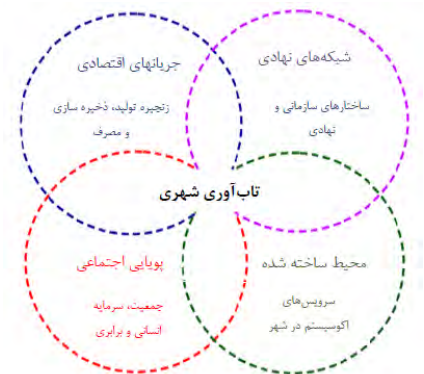 شبکه‌های نهادی
ساختارهای سازمانی و
نهادی
جریانهای اقتصادی
زنجیره تولید، ذخیره سازی
و مصرف
تاب‌آوری شهری
محیط ساخته شده
سرویس‌های
اکوسیستم در شهر
پویایی اجتماعی
جمعیت، سرمایه
انسانی و برابری